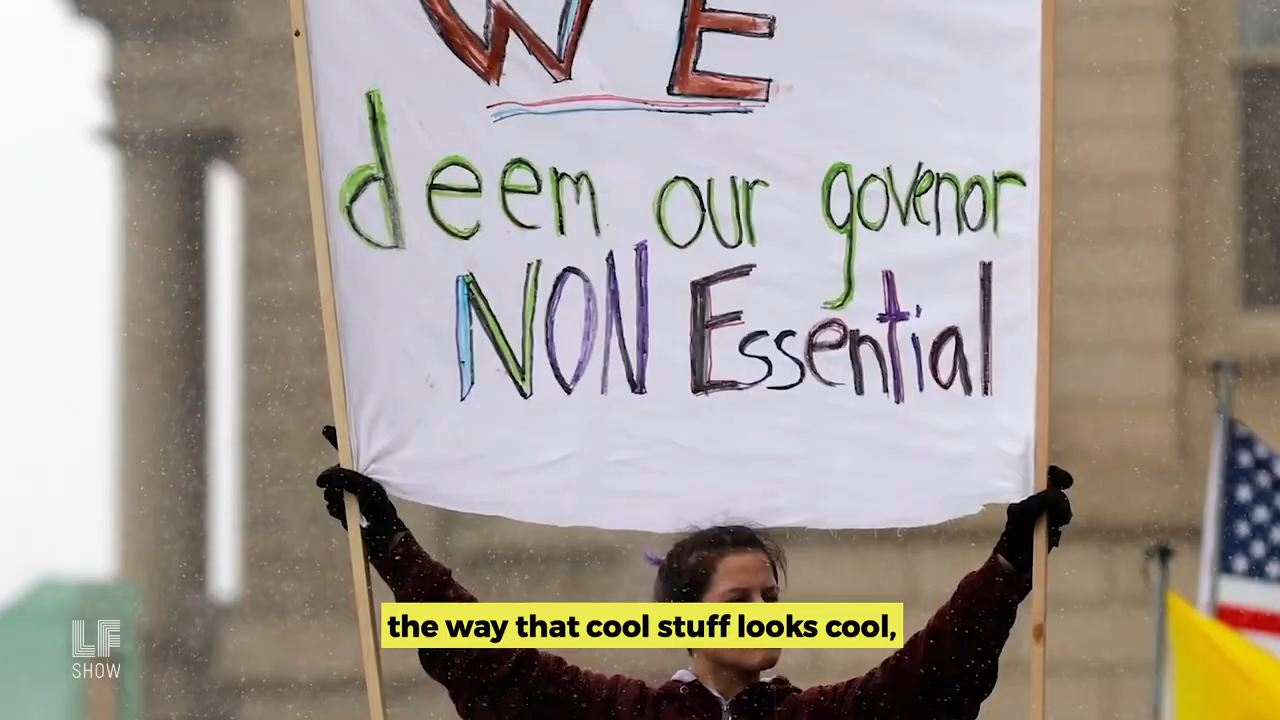 WE
deem our govenor
NON Essential
the way that cool stuff looks cool,
LF
SHOW